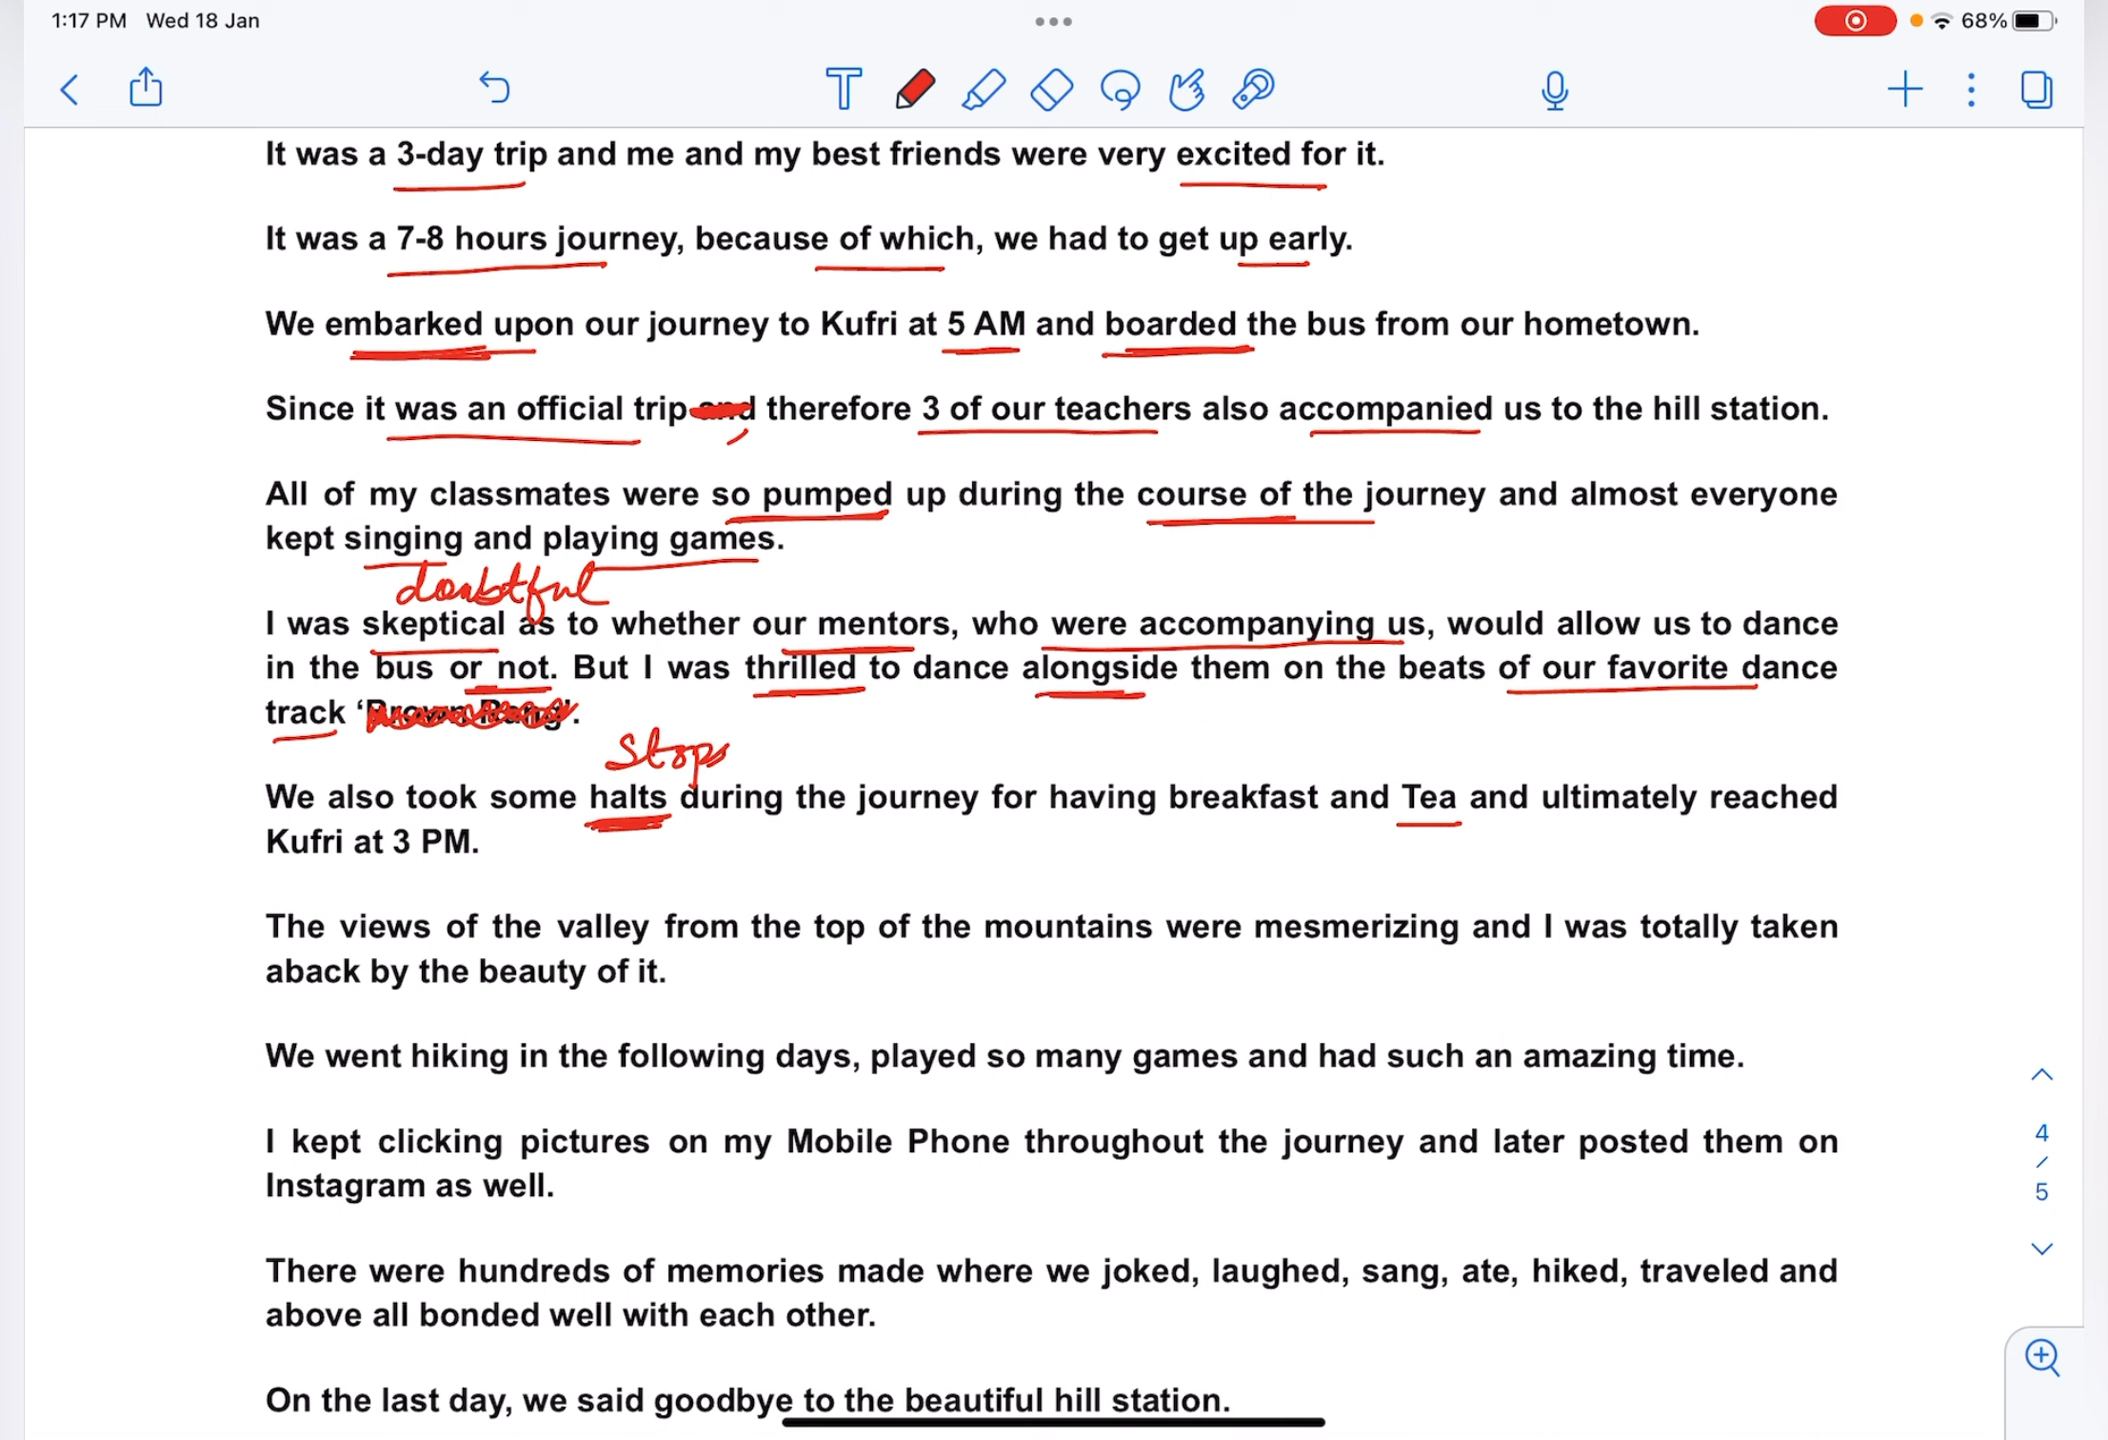 1:17 PM Wed 18 Jan
68%
It was a 3-day trip and me and my best friends were very excited for it.
It was a 7-8 hours journey, because of which, we had to get up early.
We embarked upon our journey to Kufri at 5 AM and boarded the bus from our hometown.
Since it was an official trip and therefore 3 of our teachers also accompanied us to the hill station.
,
All of my classmates were so pumped up during the course of the journey and almost everyone
kept singing and playing games.
doubtful
I was skeptical as to whether our mentors, who were accompanying us, would allow us to dance
in the bus or not. But I was thrilled to dance alongside them on the beats of our favorite dance
track ‘
Stops
We also took some halts during the journey for having breakfast and Tea and ultimately reached
Kufri at 3 PM.
The views of the valley from the top of the mountains were mesmerizing and I was totally taken
aback by the beauty of it.
We went hiking in the following days, played so many games and had such an amazing time.
I kept clicking pictures on my Mobile Phone throughout the journey and later posted them on
Instagram as well.
There were hundreds of memories made where we joked, laughed, sang, ate, hiked, traveled and
above all bonded well with each other.
On the last day, we said goodbye to the beautiful hill station.
4
/
5